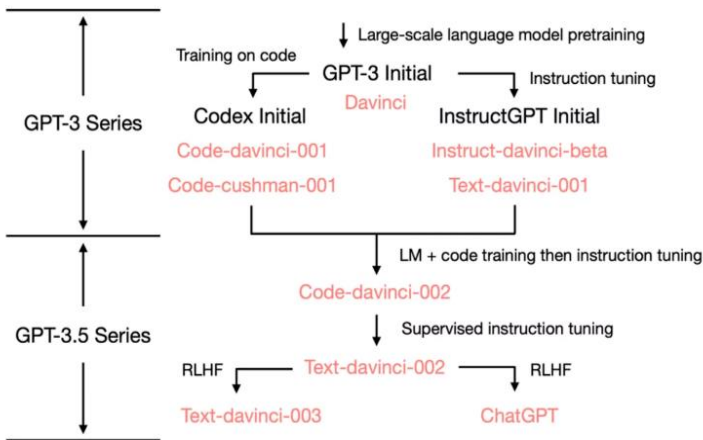 Large-scale language model pretraining
Training on code
GPT-3 Initial
Instruction tuning
Davinci
GPT-3 Series
Codex Initial
InstructGPT Initial
Code-davinci-001
Instruct-davinci-beta
Code-cushman-001
Text-davinci-001
LM + code training then instruction tuning
Code-davinci-002
GPT-3.5 Series
Supervised instruction tuning
RLHF
Text-davinci-002
RLHF
Text-davinci-003
ChatGPT